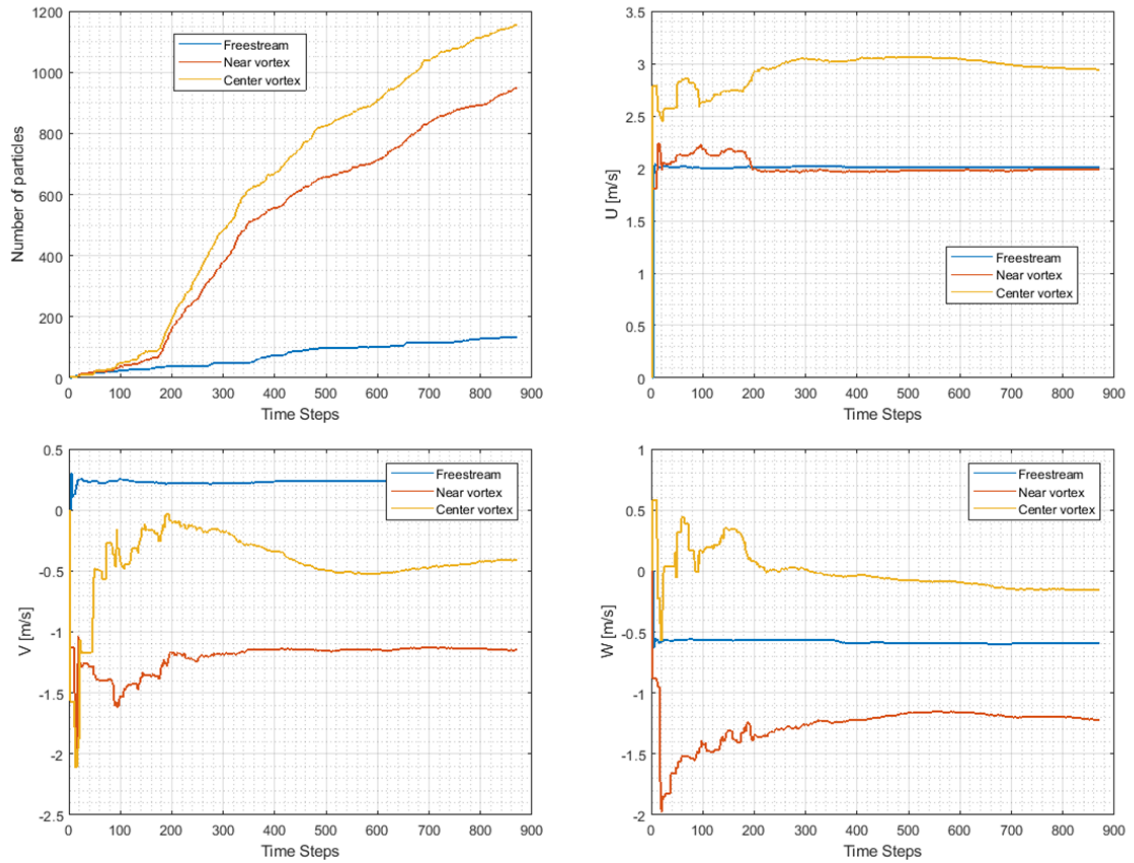 1200
1000
800
600
400
200
0
Number of particles
Freestream
Near vortex
Center vortex
0 100 200 300 400 500 600 700 800 900
Time Steps
3.5
3
2.5
2
1.5
1
0.5
0
U [m/s]
Freestream
Near vortex
Center vortex
0 100 200 300 400 500 600 700 800 900
Time Steps
0.5
0
-0.5
-1
-1.5
-2
-2.5
V [m/s]
Freestream
Near vortex
Center vortex
0 100 200 300 400 500 600 700 800 900
Time Steps
1
0.5
0
-0.5
-1
-1.5
-2
W [m/s]
Freestream
Near vortex
Center vortex
0 100 200 300 400 500 600 700 800 900
Time Steps